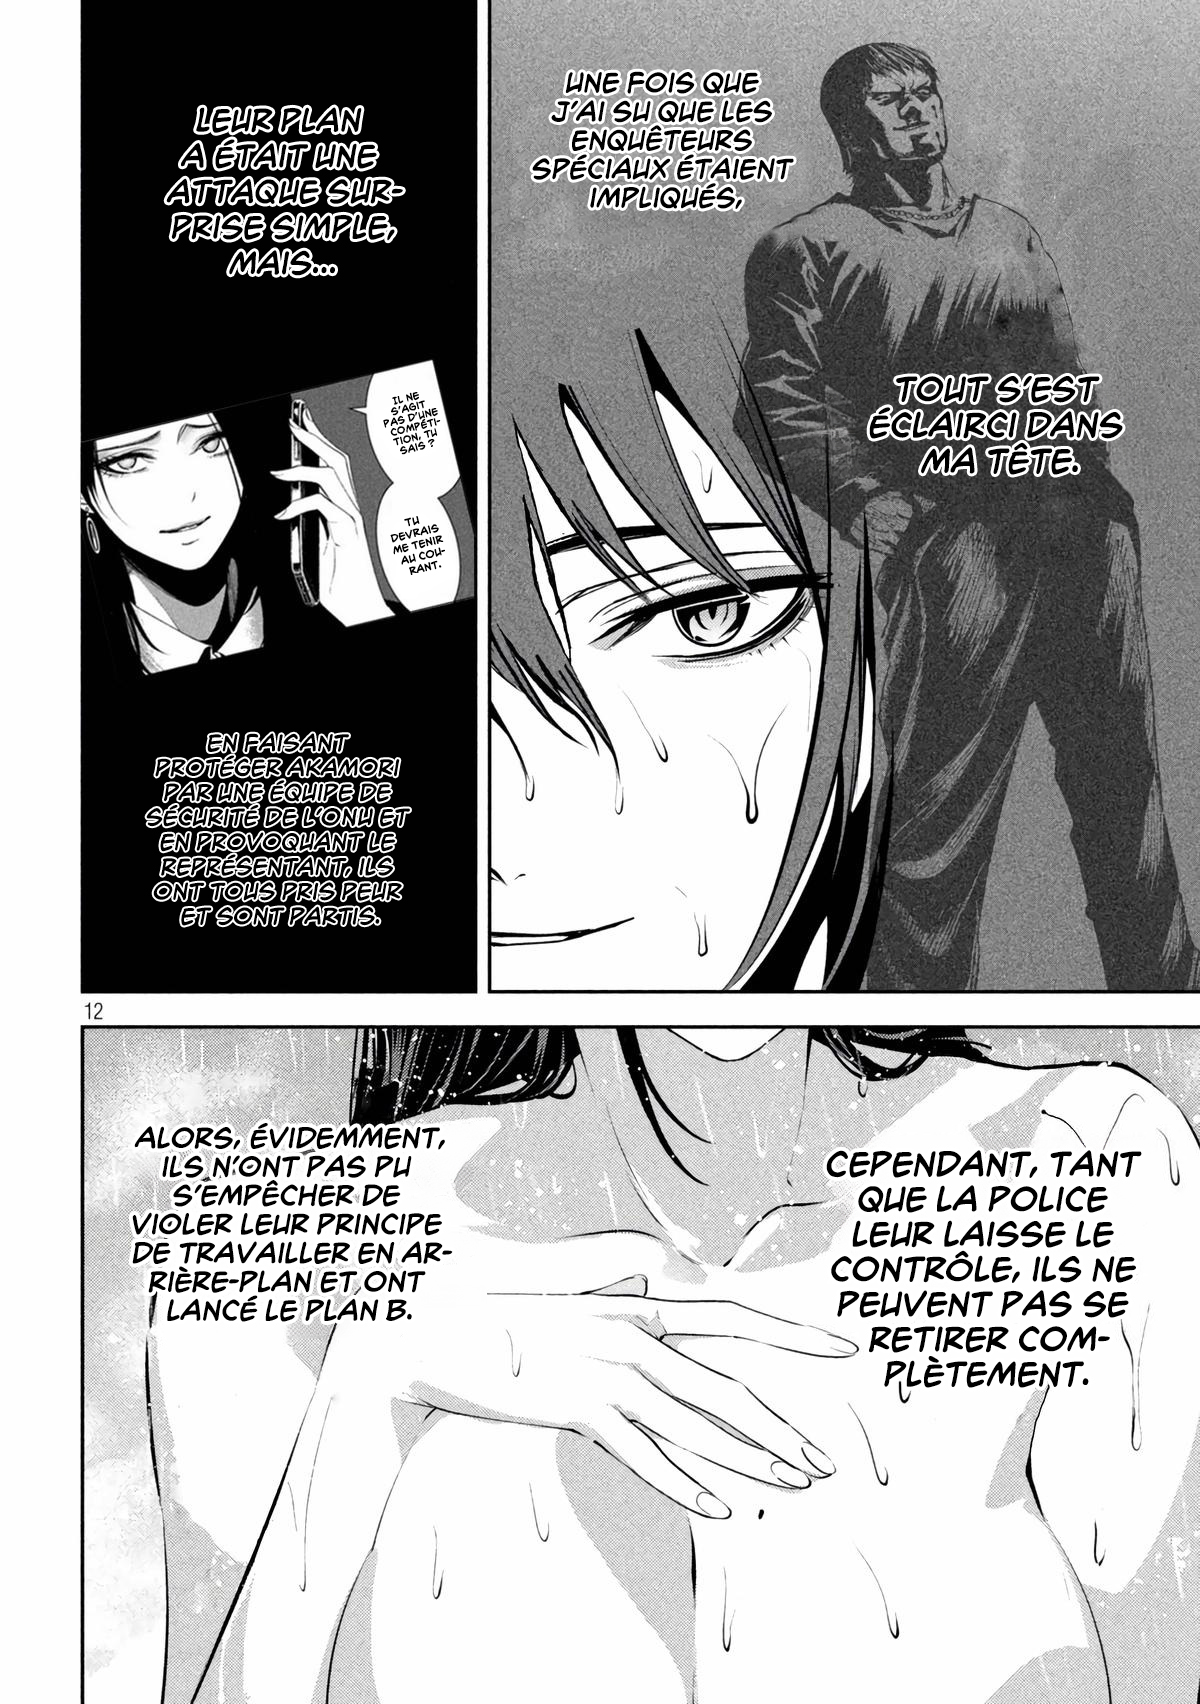 UNE FOIS QUE
J'AI SU QUE LES
ENQUÊTEURS
SPÉCIAUX ÉTAIENT
IMPLIQUÉS,
TOUT S'EST
ÉCLAIRCI DANS
MA TÊTE.
LEUR PLAN
A ÉTAIT UNE
ATTAQUE SUR-
PRISE SIMPLE,
MAIS...
IL NE
S'AGIT
PAS D'UNE
COMPÉTI-
TION, TU
SAIS ?
TU
DEVRAIS
ME TENIR
AU COU-
RANT.
EN FAISANT
PROTÉGER AKAMORI
PAR UNE ÉQUIPE DE
SÉCURITÉ DE L'ONU ET
EN PROVOQUANT LE
REPRÉSENTANT, ILS
ONT TOUS PRIS PEUR
ET SONT PARTIS.
12
CEPENDANT, TANT
QUE LA POLICE
LEUR LAISSE LE
CONTRÔLE, ILS NE
PEUVENT PAS SE
RETIRER COM-
PLÈTEMENT.
ALORS, ÉVIDEMMENT,
ILS N'ONT PAS PU
S'EMPÊCHER DE
VIOLER LEUR PRINCIPE
DE TRAVAILLER EN AR-
RIÈRE-PLAN ET ONT
LANCÉ LE PLAN B.